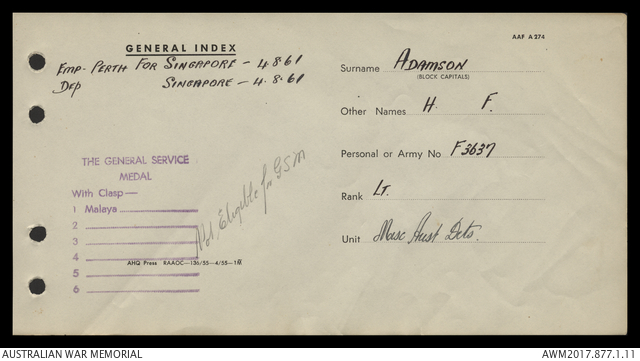 AAF A274
GENERAL INDEX
Emp- PERTH FOR SINGAPORE - 4.8.61
Dep SINGAPORE - 4.8.61
Surname ADAMSON
(BLOCK CAPITALS)
Other Names H. F.
Personal or Army No F3637
Rank LT.
Unit Misc Aust Dets.
THE GENERAL SERVICE
MEDAL
With Clasp—
1 Malaya
2
3
4
5
6
Not Eligible for GSM
AHQ Press RAAOC—136/55—4/55—1M
AUSTRALIAN WAR MEMORIAL
AWM2017.877.1.11